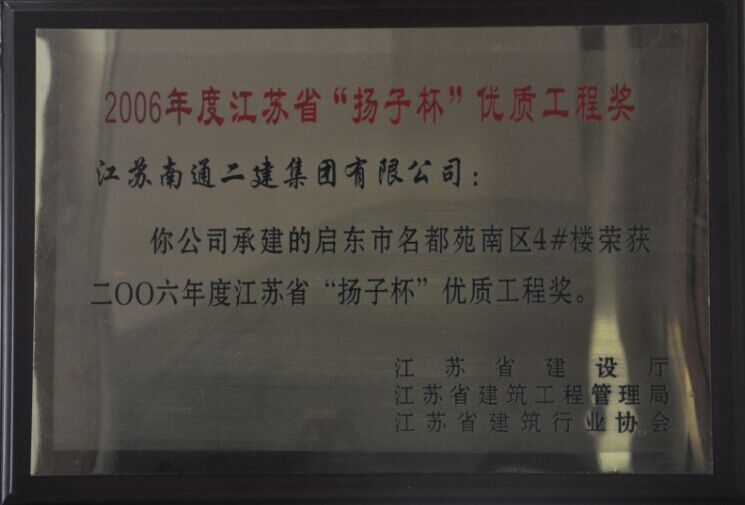 2006年度江苏省“扬子杯”优质工程奖
江苏南通二建集团有限公司：
你公司承建的启东市名都苑南区4#楼荣获
二〇〇六年度江苏省“扬子杯”优质工程奖。
江苏省建设厅
江苏省建筑工程管理局
江苏省建筑行业协会